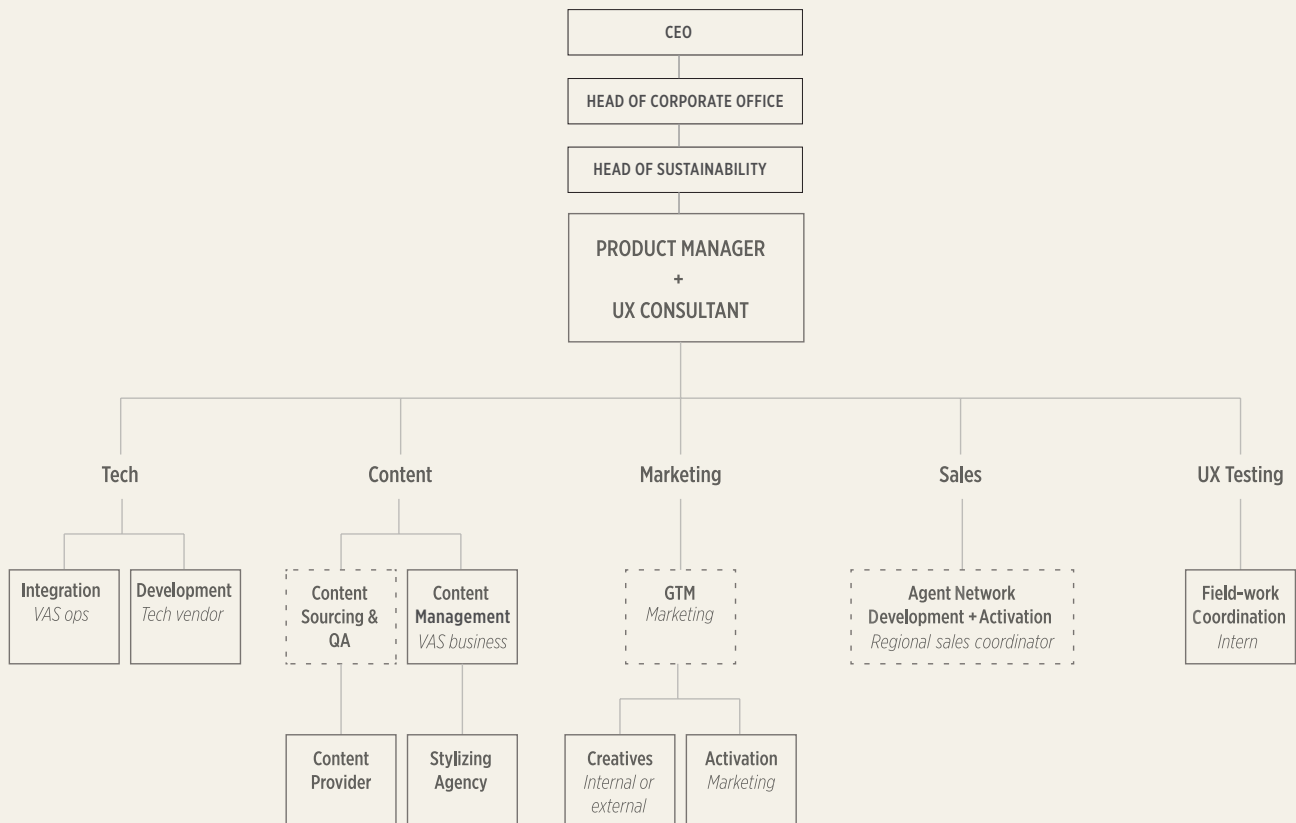 CEO
HEAD OF CORPORATE OFFICE
HEAD OF SUSTAINABILITY
PRODUCT MANAGER
+
UX CONSULTANT
Tech
Content
Marketing
Sales
UX Testing
Integration
VAS ops
Development
Tech vendor
Content
Sourcing &
QA
Content
Management
VAS business
GTM
Marketing
Agent Network
Development + Activation
Regional sales coordinator
Field-work
Coordination
Intern
Content
Provider
Stylizing
Agency
Creatives
Internal or
external
Activation
Marketing